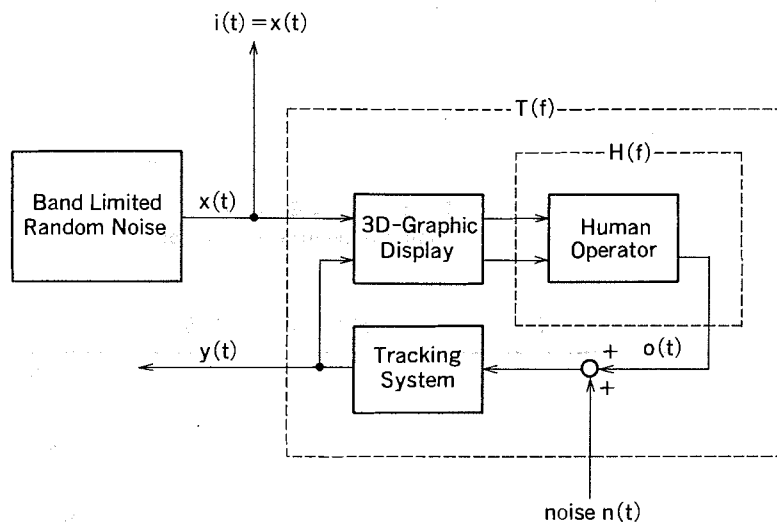 i(t)=x(t)
T(f)
H(f)
Band Limited
Random Noise
x(t)
3D-Graphic
Display
Human
Operator
y(t)
Tracking
System
+
o(t)
+
noise n(t)